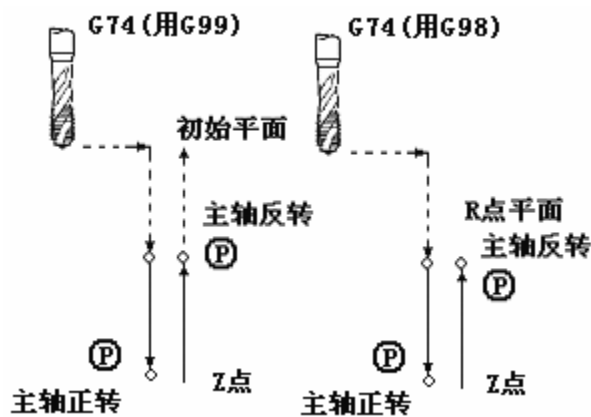 G74(用G99)
初始平面
主轴反转
P
P
主轴正转
Z点
G74(用G98)
R点平面
主轴反转
P
P
主轴正转
Z点